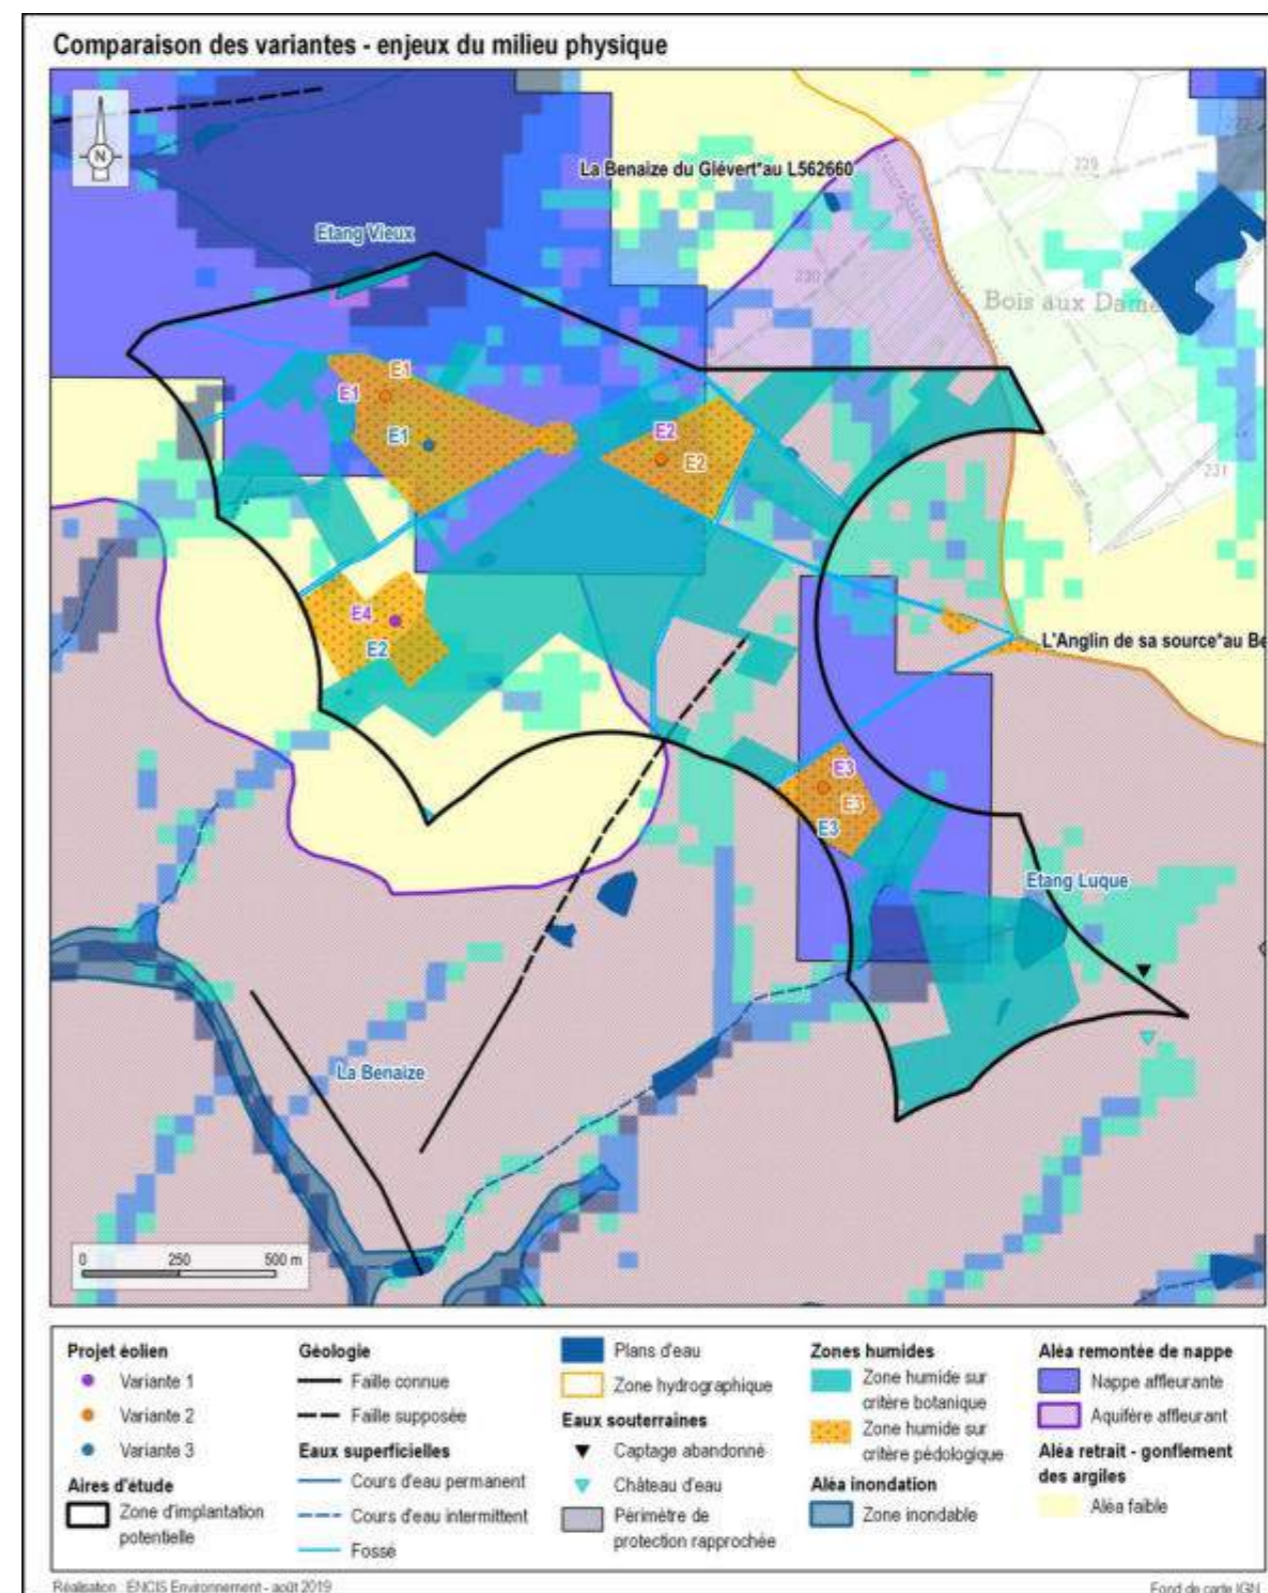 Comparaison des variantes - enjeux du milieu physique
N
La Benaize du Glévert*au L562660
229
Etang Vieux
230
Bois aux Dame
E1
E1
E1
E2
E2
231
E4
E2
L'Anglin de sa source*au Be
E3
E3
E3
Etang Luque
La Benaize
0 250 500 m
Projet éolien
Variante 1
Variante 2
Variante 3
Aires d'étude
Zone d'implantation
potentielle
Géologie
Faille connue
Faille supposée
Eaux superficielles
Cours d'eau permanent
Cours d'eau intermittent
Fossé
Plans d'eau
Zone hydrographique
Eaux souterraines
Captage abandonné
Château d'eau
Périmètre de
protection rapprochée
Zones humides
Zone humide sur
critère botanique
Zone humide sur
critère pédologique
Aléa inondation
Zone inondable
Aléa remontée de nappe
Nappe affleurante
Aquifère affleurant
Aléa retrait - gonflement
des argiles
Aléa faible
Réalisation : ENCIS Environnement - août 2019
Fond de carte IGN